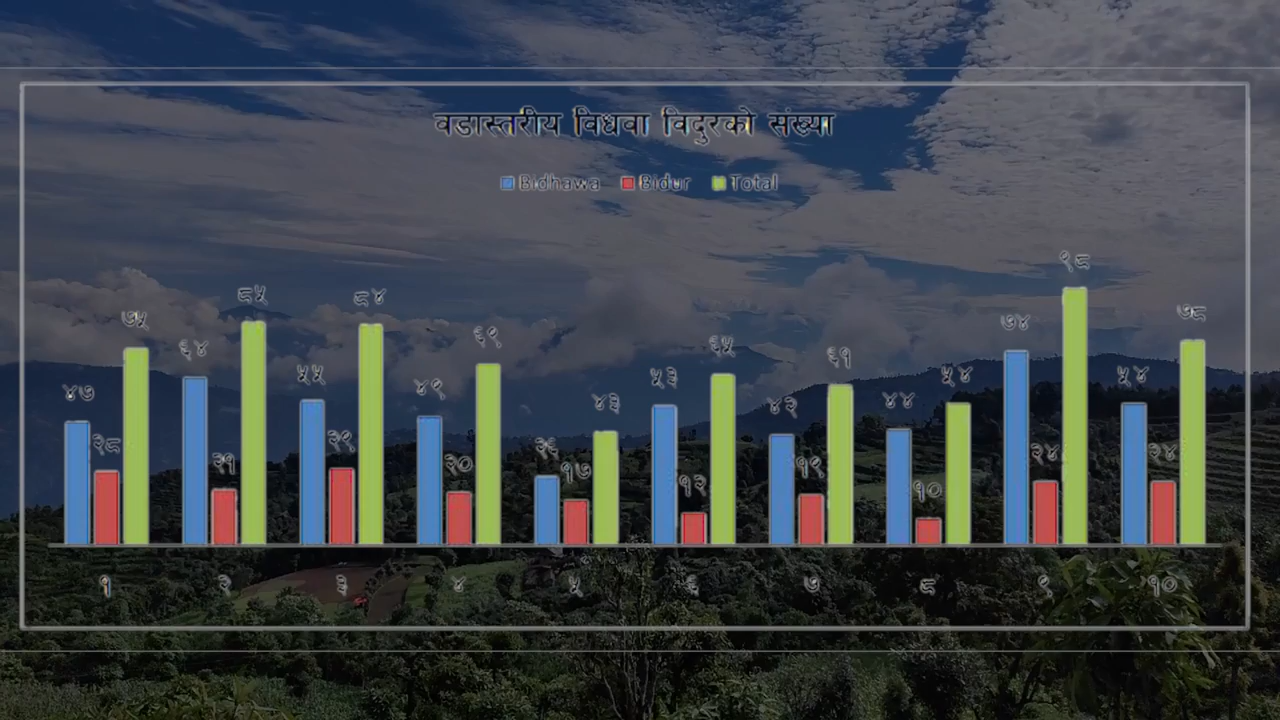 वडास्तरीय विधवा विदुरको संख्या
Bidhawa Bidur Total
४७ २८ ७५ ६४ २१ ८५ ५५ २९ ८४ ४९ २० ६९ २६ १७ ४३ ५३ १२ ६५ ४२ १९ ६१ ४४ १० ५४ ७४ २४ ९८ ५४ २४ ७८
१ २ ३ ४ ५ ६ ७ ८ ९ १०